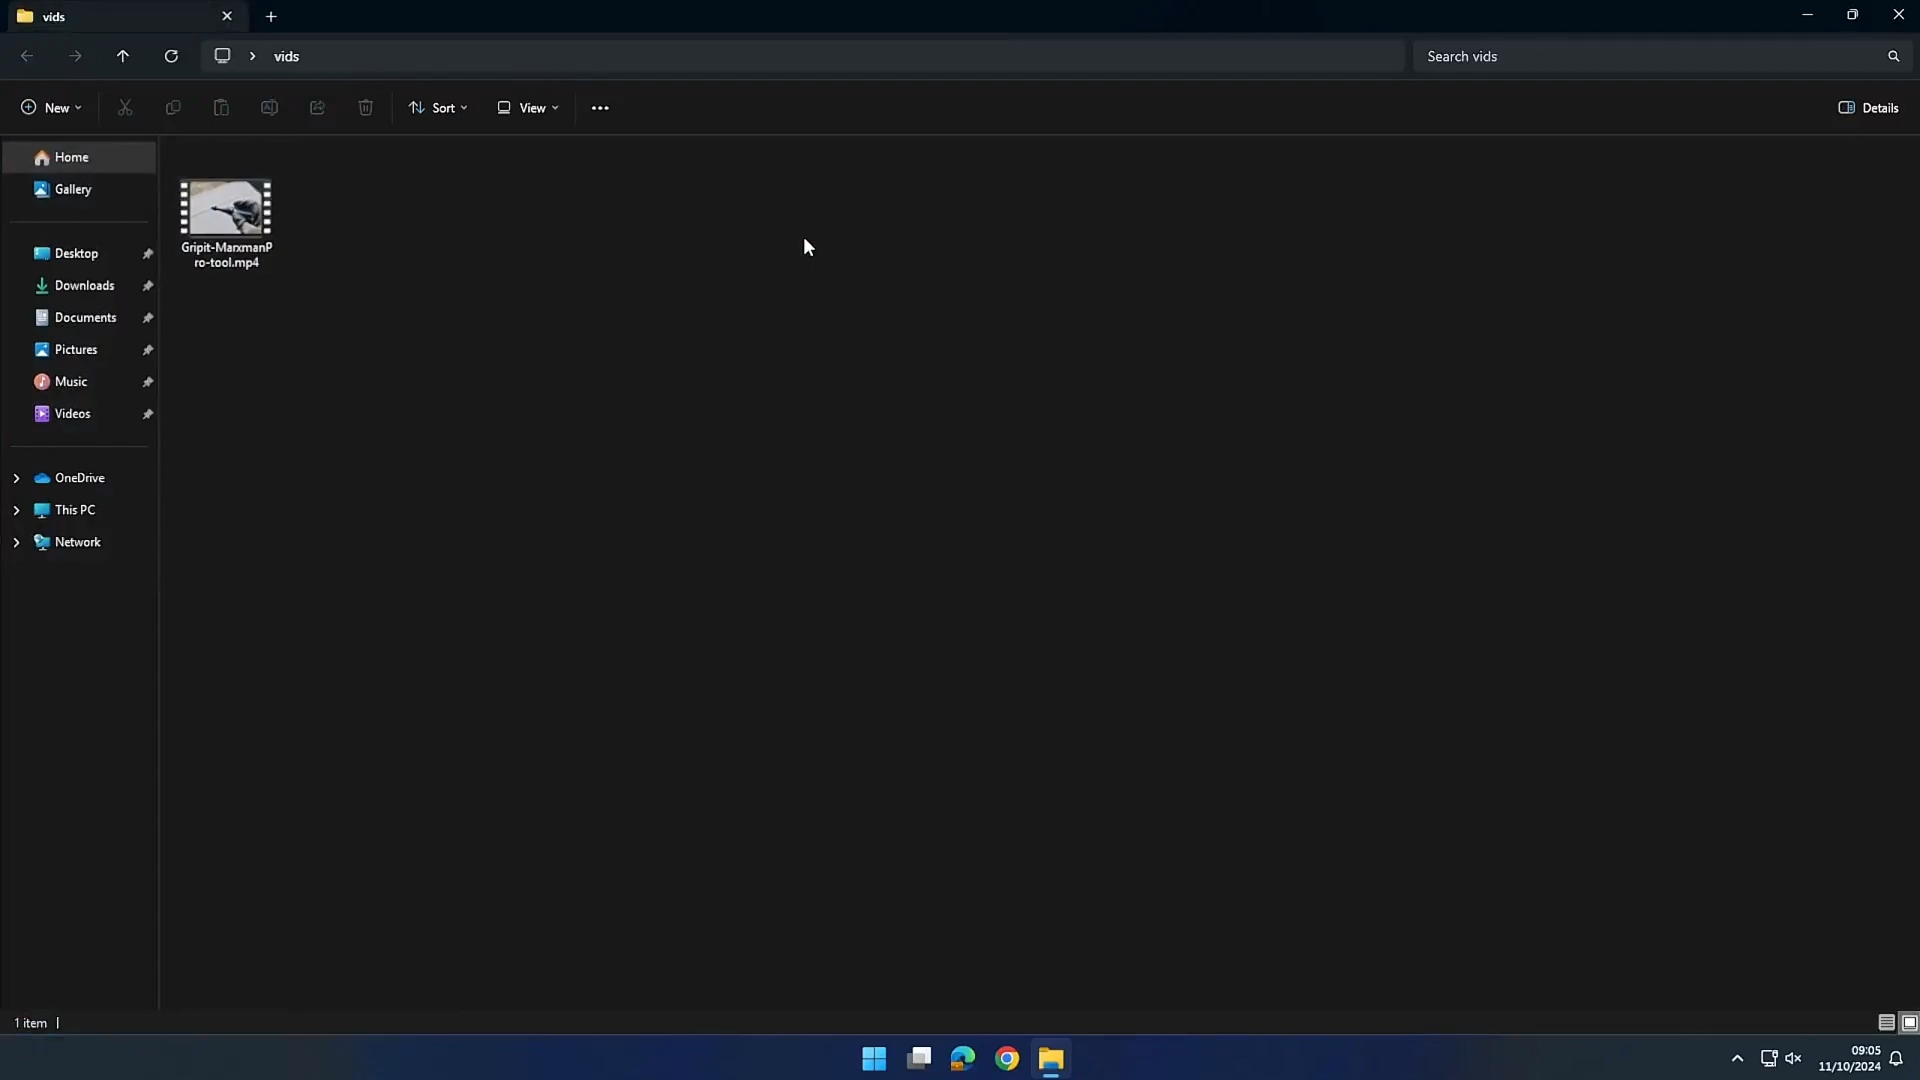 vids
vids
Search vids
New
Sort
View
Details
Home
Gallery
Desktop
Downloads
Documents
Pictures
Music
Videos
OneDrive
This PC
Network
Gripit-MarxmanP
ro-tool.mp4
1 item
09:05
11/10/2024